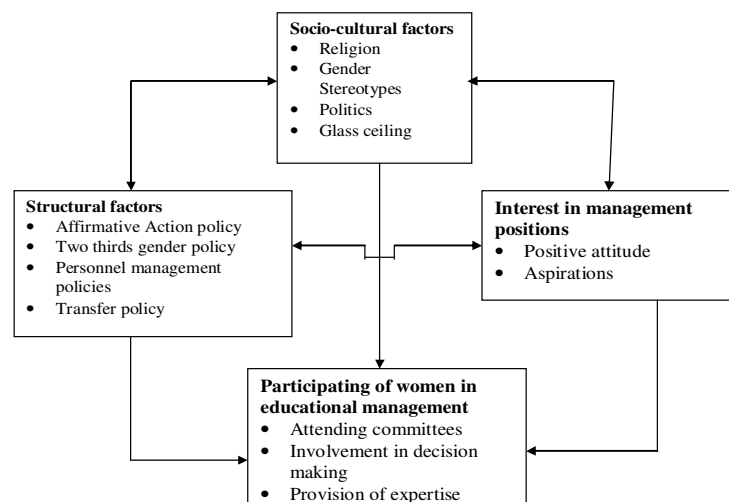 Socio-cultural factors
• Religion
• Gender
Stereotypes
• Politics
• Glass ceiling
Structural factors
• Affirmative Action policy
• Two thirds gender policy
• Personnel management
policies
• Transfer policy
Interest in management
positions
• Positive attitude
• Aspirations
Participating of women in
educational management
• Attending committees
• Involvement in decision
making
• Provision of expertise